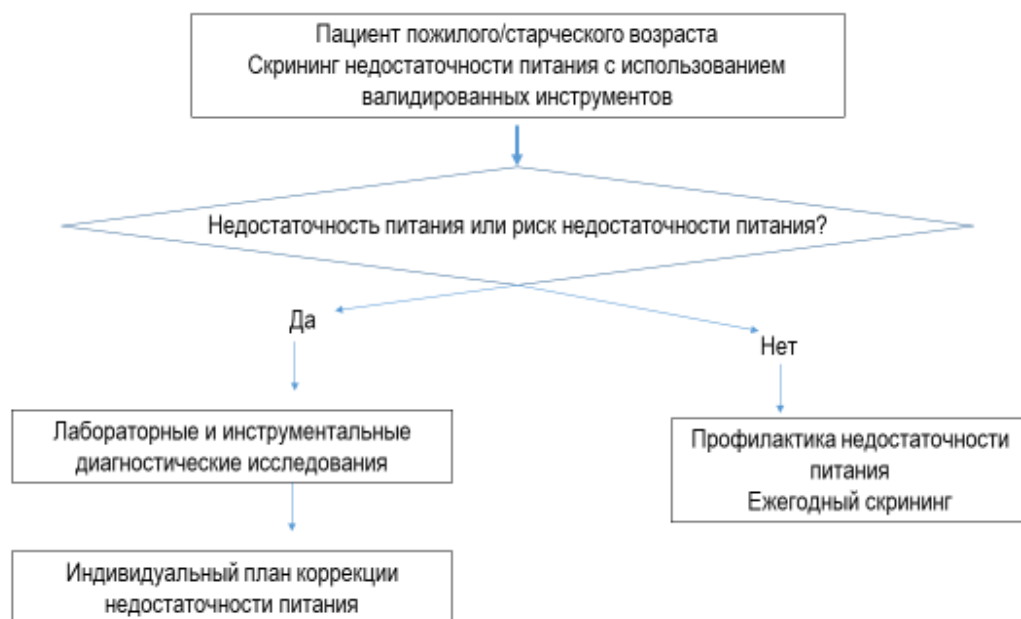 Пациент пожилого/старческого возраста
Скрининг недостаточности питания с использованием
валидированных инструментов
Недостаточность питания или риск недостаточности питания?
Да
Нет
Лабораторные и инструментальные
диагностические исследования
Профилактика недостаточности
питания
Ежегодный скрининг
Индивидуальный план коррекции
недостаточности питания